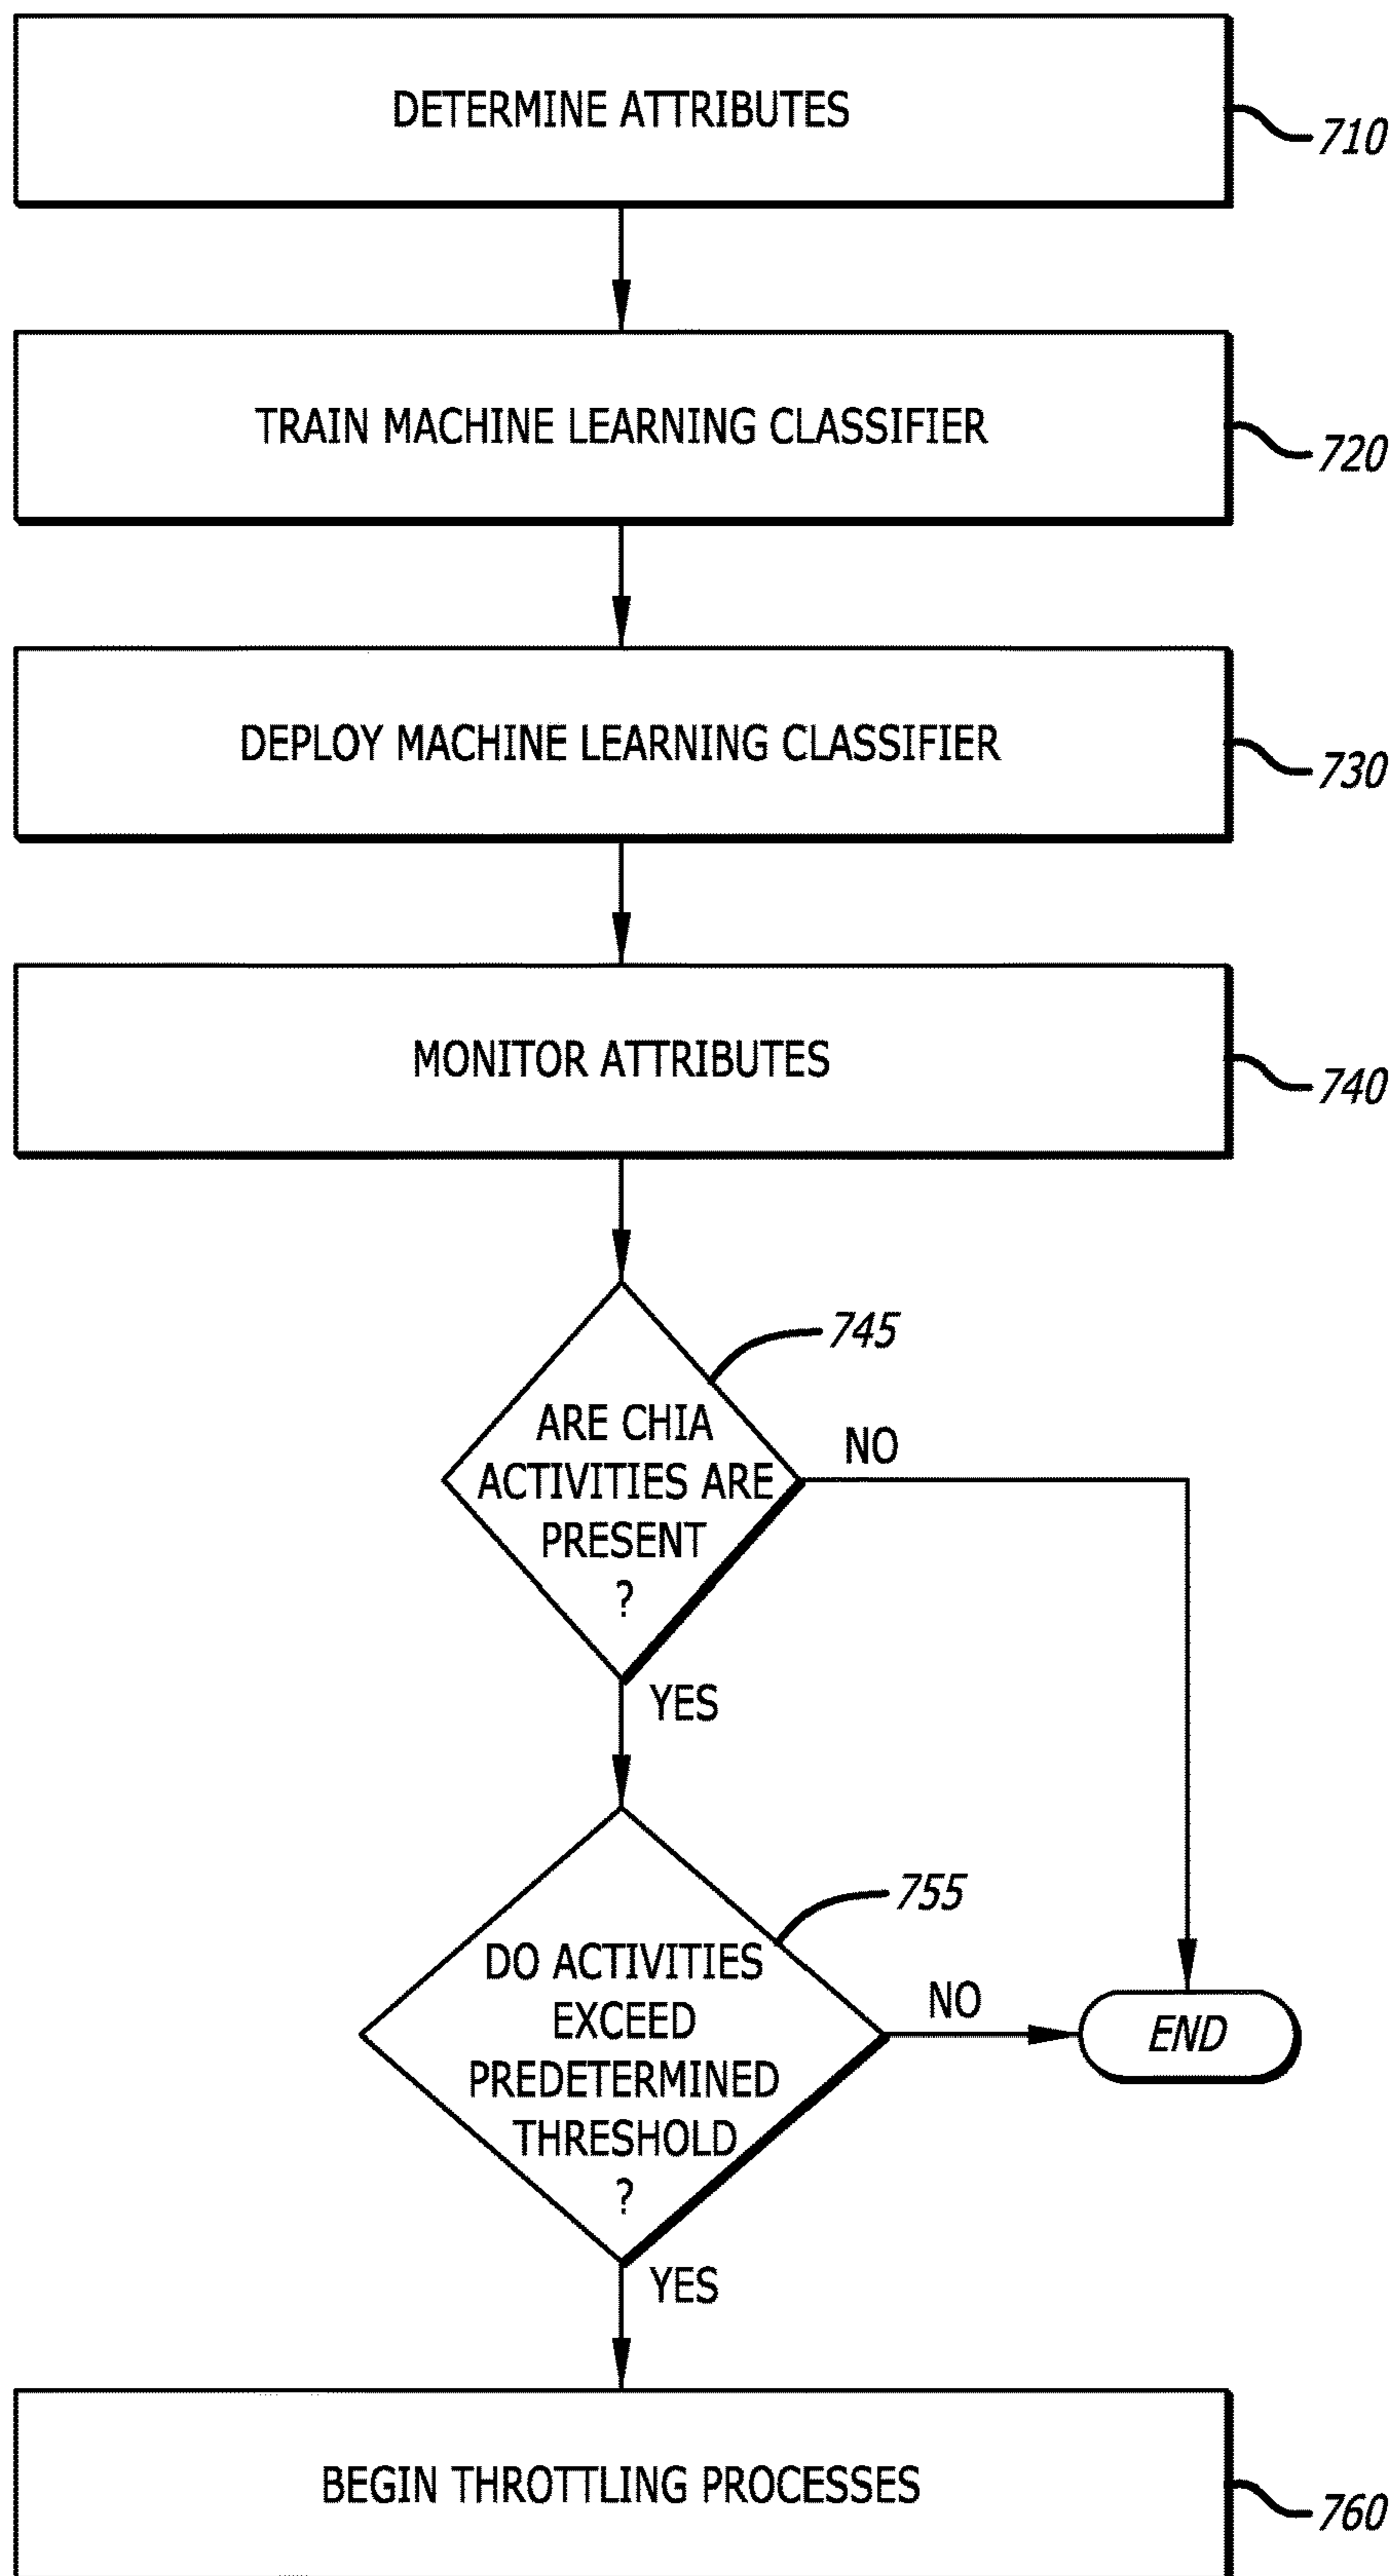 DETERMINE ATTRIBUTES
710
TRAIN MACHINE LEARNING CLASSIFIER
720
DEPLOY MACHINE LEARNING CLASSIFIER
730
MONITOR ATTRIBUTES
740
745
ARE CHIA
ACTIVITIES ARE
PRESENT
?
NO
YES
755
DO ACTIVITIES
EXCEED
PREDETERMINED
THRESHOLD
?
NO
END
YES
BEGIN THROTTLING PROCESSES
760